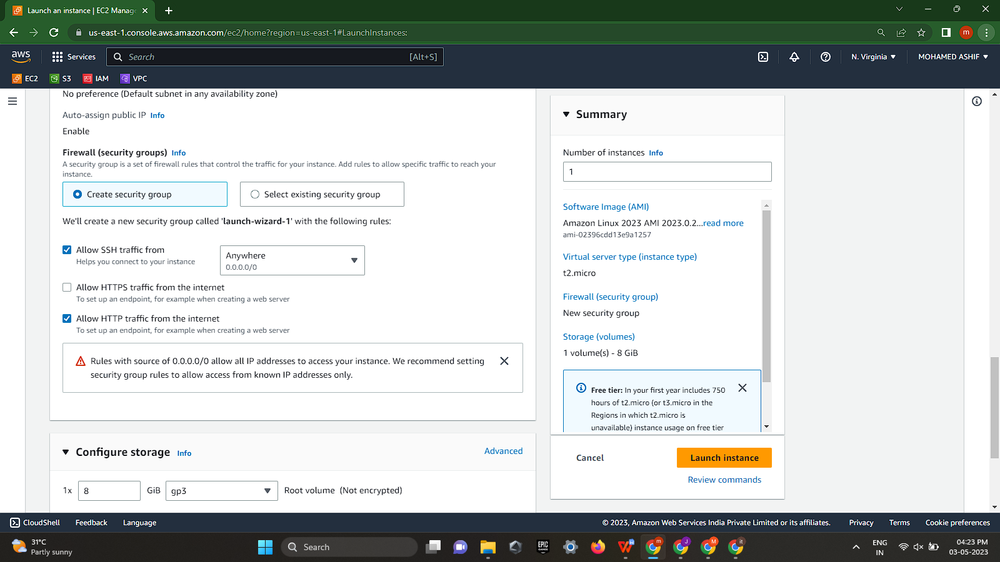 Launch an instance | EC2 Manage
us-east-1.console.aws.amazon.com/ec2/home?region=us-east-1#LaunchInstances:
m
aws
Services
Search
[Alt+S]
N. Virginia
MOHAMED ASHIF
EC2
S3
IAM
VPC
No preference (Default subnet in any availability zone)
Auto-assign public IP Info
Enable
Firewall (security groups) Info
A security group is a set of firewall rules that control the traffic for your instance. Add rules to allow specific traffic to reach your
instance.
Create security group
Select existing security group
We'll create a new security group called 'launch-wizard-1' with the following rules:
Allow SSH traffic from
Helps you connect to your instance
Anywhere
0.0.0.0/0
Allow HTTPS traffic from the internet
To set up an endpoint, for example when creating a web server
Allow HTTP traffic from the internet
To set up an endpoint, for example when creating a web server
Rules with source of 0.0.0.0/0 allow all IP addresses to access your instance. We recommend setting
security group rules to allow access from known IP addresses only.
Configure storage Info
Advanced
1x
8
GiB
gp3
Root volume (Not encrypted)
Summary
Number of instances Info
1
Software Image (AMI)
Amazon Linux 2023 AMI 2023.0.2...read more
ami-02396cdd13e9a1257
Virtual server type (instance type)
t2.micro
Firewall (security group)
New security group
Storage (volumes)
1 volume(s) - 8 GiB
Free tier: In your first year includes 750
hours of t2.micro (or t3.micro in the
Regions in which t2.micro is
unavailable) instance usage on free tier
Cancel
Launch instance
Review commands
CloudShell
Feedback
Language
© 2023, Amazon Web Services India Private Limited or its affiliates.
Privacy
Terms
Cookie preferences
31°C
Partly sunny
Search
EPIC
GAMES
W
m
J
M
it
ENG
IN
04:23 PM
03-05-2023